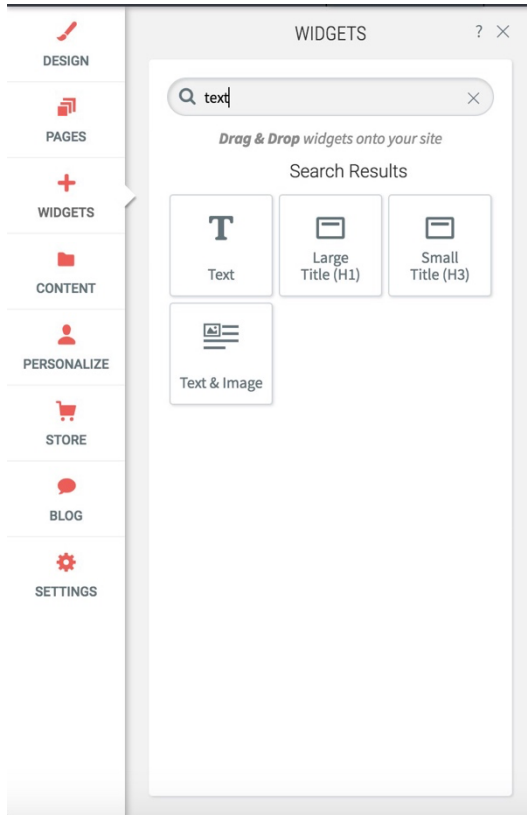 DESIGN
PAGES
WIDGETS
CONTENT
PERSONALIZE
STORE
BLOG
SETTINGS
WIDGETS ? ×
text ×
Drag & Drop widgets onto your site
Search Results
T
Text
Large
Title (H1)
Small
Title (H3)
Text & Image